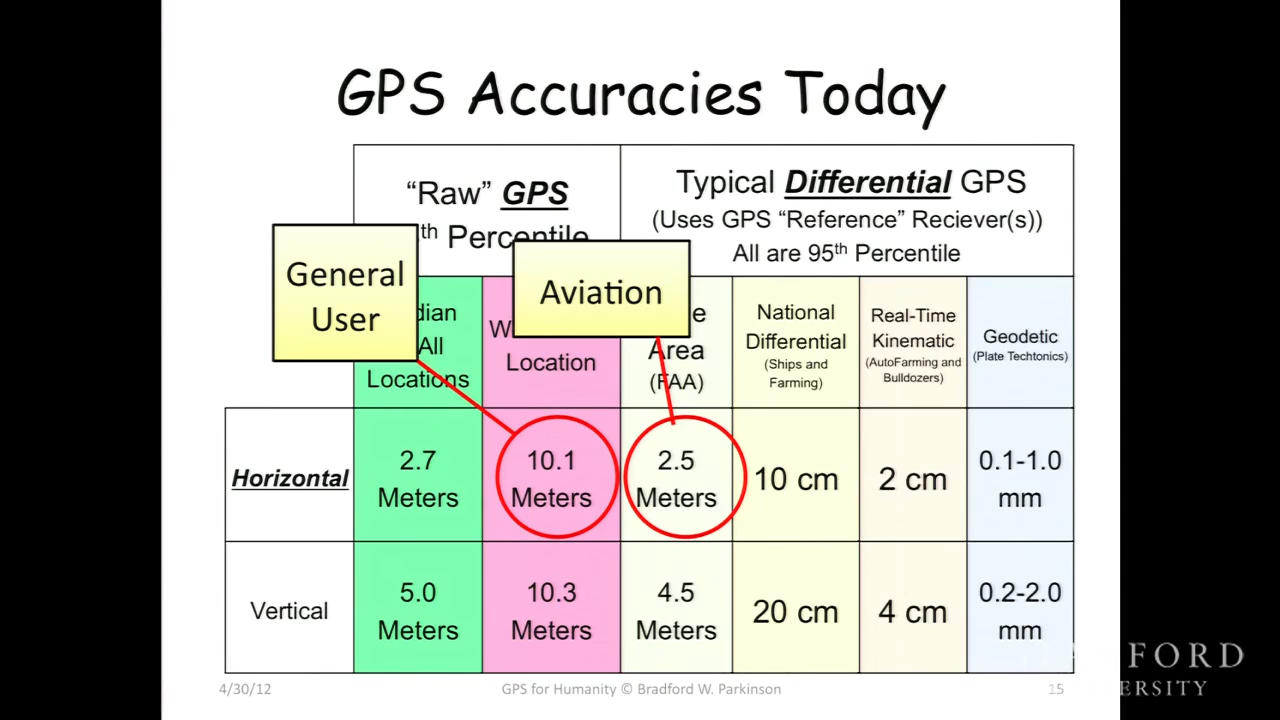 GPS Accuracies Today
“Raw” GPS
th Percentile
Typical Differential GPS
(Uses GPS “Reference” Reciever(s))
All are 95th Percentile
General
User
Aviation
All
Locations
Location
Area
(FAA)
National
Differential
(Ships and
Farming)
Real-Time
Kinematic
(AutoFarming and
Bulldozers)
Geodetic
(Plate Techtonics)
Horizontal
2.7
Meters
10.1
Meters
2.5
Meters
10 cm
2 cm
0.1-1.0
mm
Vertical
5.0
Meters
10.3
Meters
4.5
Meters
20 cm
4 cm
0.2-2.0
mm
4/30/12
GPS for Humanity © Bradford W. Parkinson
15